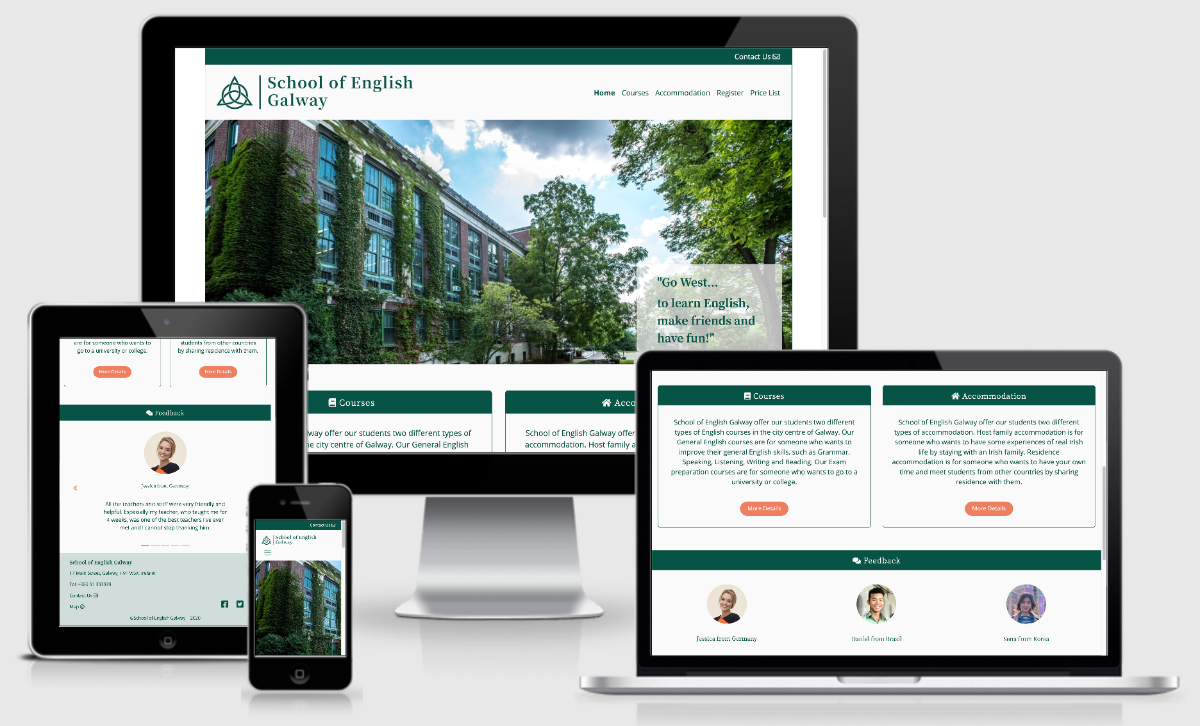 Contact Us
School of English
Galway
Home Courses Accommodation Register Price List
"Go West...
to learn English,
make friends and
have fun!"
Courses
way offer our students two different types of
e city centre of Galway. Our General English
Acco
School of English Galway offer
accommodation. Host family a
are for someone who wants to
go to a university or college.
More Details
students from other countries
by sharing residence with them.
More Details
Feedback
Jessica from Germany
All the teachers and staff were very friendly and
helpful. Especially my teacher, who taught me for
4 weeks, was one of the best teachers I've ever
met and I cannot stop thanking him.
School of English Galway
17 Main Street, Galway,
Contact Us
Map
©School of English Galway - 2020
Contact Us
School of English
Galway
Courses
School of English Galway offer our students two different
types of English courses in the city centre of Galway. Our
General English courses are for someone who wants to
improve their general English skills, such as Grammar,
Speaking, Listening, Writing and Reading. Our Exam
preparation courses are for someone who wants to go to a
university or college.
More Details
Accommodation
School of English Galway offer our students two different
types of accommodation. Host family accommodation is for
someone who wants to have some experiences of real Irish
life by staying with an Irish family. Residence
accommodation is for someone who wants to have your own
time and meet students from other countries by sharing
residence with them.
More Details
Feedback
Jessica from Germany
Daniel from Brasil
Sena from Korea